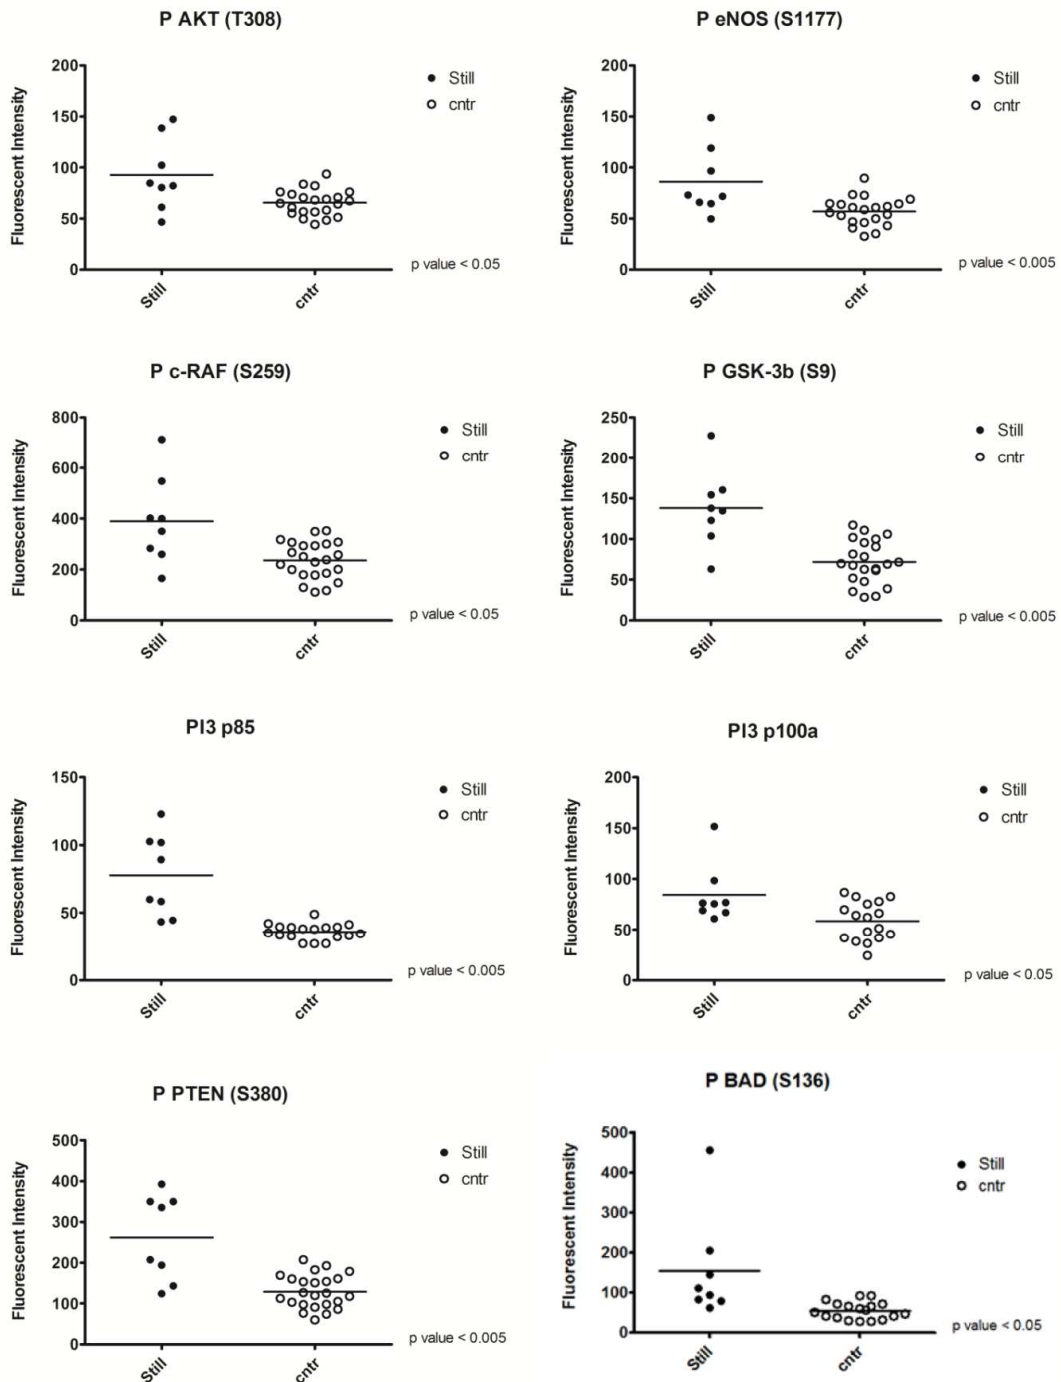 P AKT (T308)
Fluorescent Intensity
200
150
100
50
0
Still
cntr
Still
cntr
p value < 0.05
P eNOS (S1177)
Fluorescent Intensity
200
150
100
50
0
Still
cntr
Still
cntr
p value < 0.005
P c-RAF (S259)
Fluorescent Intensity
800
600
400
200
0
Still
cntr
Still
cntr
p value < 0.05
P GSK-3b (S9)
Fluorescent Intensity
250
200
150
100
50
0
Still
cntr
Still
cntr
p value < 0.005
PI3 p85
Fluorescent Intensity
150
100
50
0
Still
cntr
Still
cntr
p value < 0.005
PI3 p100a
Fluorescent Intensity
200
150
100
50
0
Still
cntr
Still
cntr
p value < 0.05
P PTEN (S380)
Fluorescent Intensity
500
400
300
200
100
0
Still
cntr
Still
cntr
p value < 0.005
P BAD (S136)
Fluorescent Intensity
500
400
300
200
100
0
Still
cntr
Still
cntr
p value < 0.05